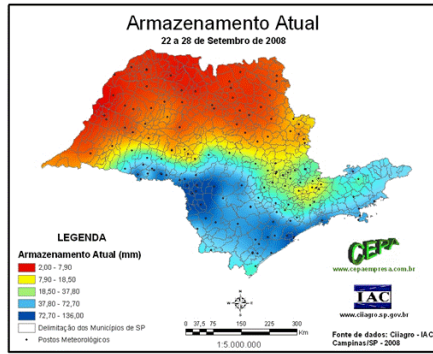 Armazenamento Atual
22 a 28 de Setembro de 2008
LEGENDA
Armazenamento Atual (mm)
2,00 - 7,90
7,90 - 18,50
18,50 - 37,80
37,80 - 72,70
72,70 - 136,00
Delimitação dos Municípios de SP
Postos Meteorológicos
0 37,5 75 150 225 300
Km
1:5.000.000
CEPA
www.cepaempresa.com.br
IAC
www.ciiagro.sp.gov.br
Fonte de dados: Ciiagro - IAC
Campinas/SP - 2008